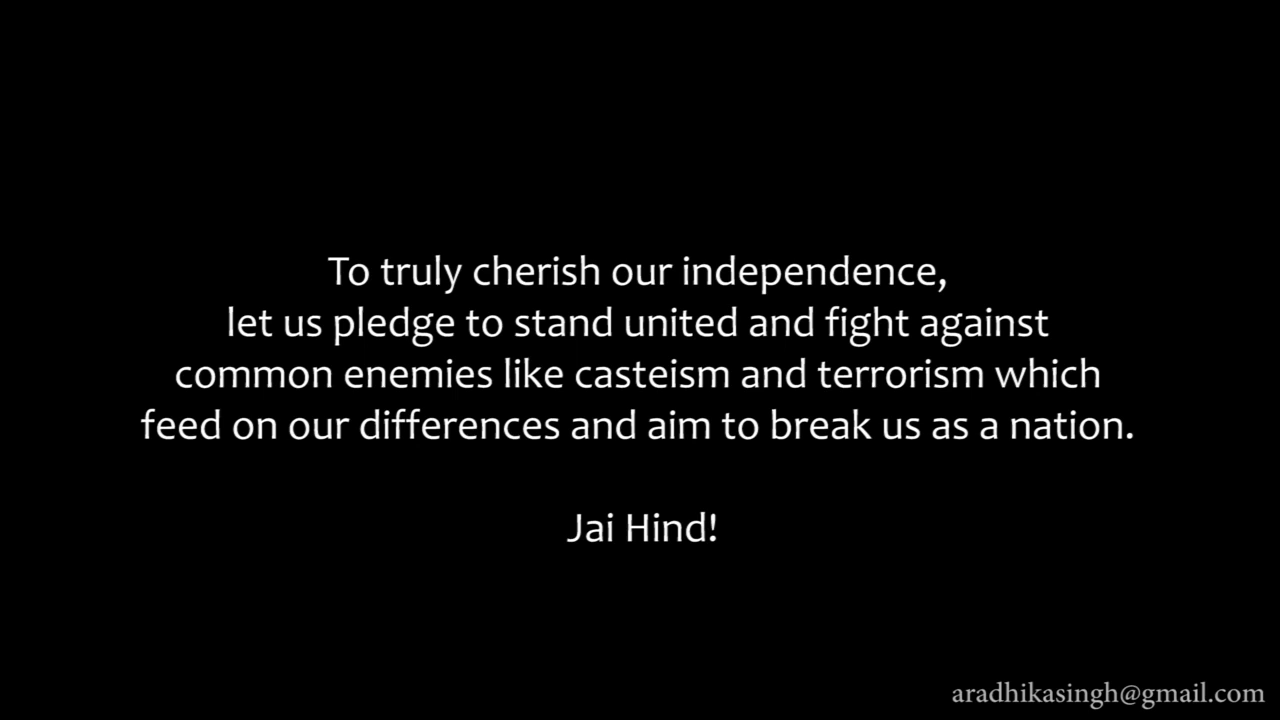 To truly cherish our independence,
let us pledge to stand united and fight against
common enemies like casteism and terrorism which
feed on our differences and aim to break us as a nation.
Jai Hind!
aradhikasingh@gmail.com